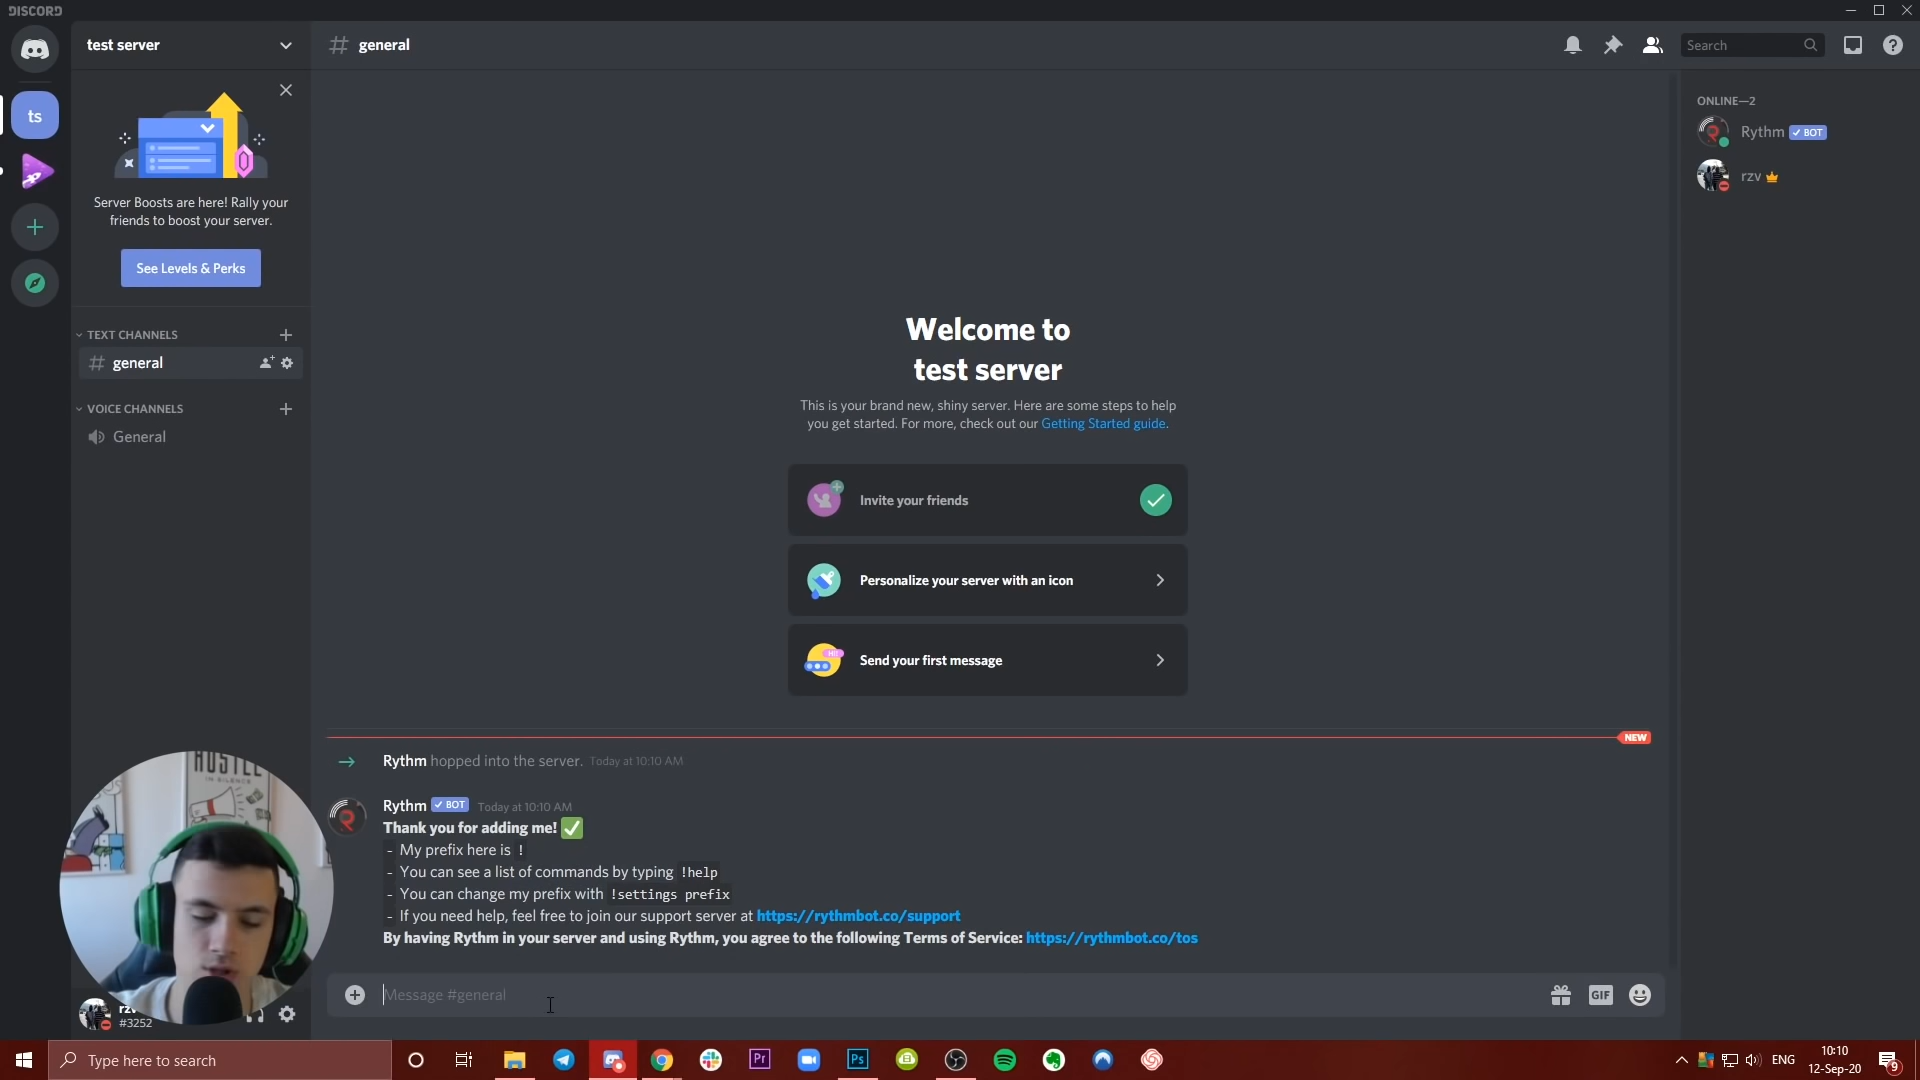 DISCORD
test server
general
Search
ts
Server Boosts are here! Rally your
friends to boost your server.
See Levels & Perks
TEXT CHANNELS
general
VOICE CHANNELS
General
ONLINE—2
Rythm ✓ BOT
rzv
Welcome to
test server
This is your brand new, shiny server. Here are some steps to help
you get started. For more, check out our Getting Started guide.
Invite your friends
Personalize your server with an icon
Send your first message
NEW
Rythm hopped into the server. Today at 10:10 AM
Rythm ✓ BOT Today at 10:10 AM
Thank you for adding me! ✅
- My prefix here is !
- You can see a list of commands by typing !help
- You can change my prefix with !settings prefix
- If you need help, feel free to join our support server at https://rythmbot.co/support
By having Rythm in your server and using Rythm, you agree to the following Terms of Service: https://rythmbot.co/tos
Message #general
GIF
HUSTLE
IN SILENCE
#3252
Type here to search
Pr
Ps
ENG
10:10
12-Sep-20
9